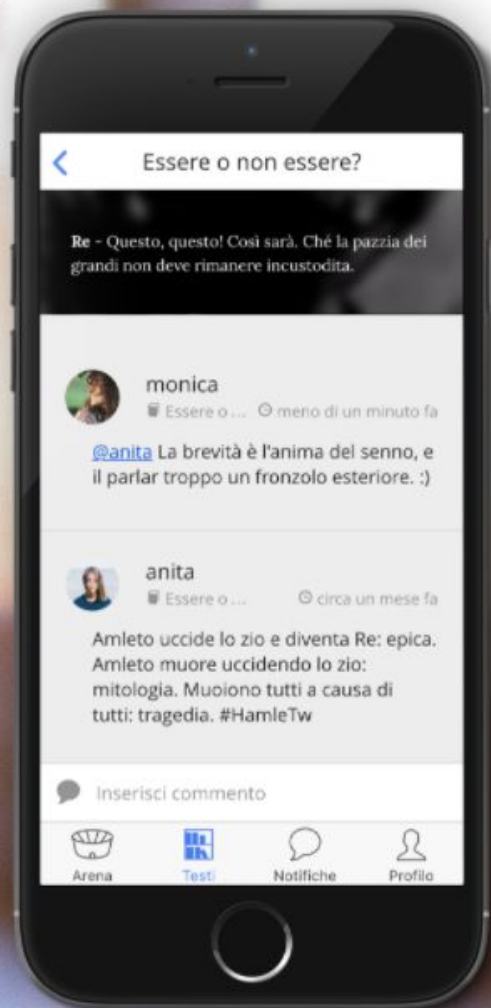 Essere o non essere?
Re - Questo, questo! Così sarà. Ché la pazzia dei
grandi non deve rimanere incustodita.
monica
Essere o ... meno di un minuto fa
@anita La brevità è l'anima del senno, e
il parlar troppo un fronzolo esteriore. :)
anita
Essere o ... circa un mese fa
Amleto uccide lo zio e diventa Re: epica.
Amleto muore uccidendo lo zio:
mitologia. Muoiono tutti a causa di
tutti: tragedia. #HamleTw
Inserisci commento
Arena Testi Notifiche Profilo